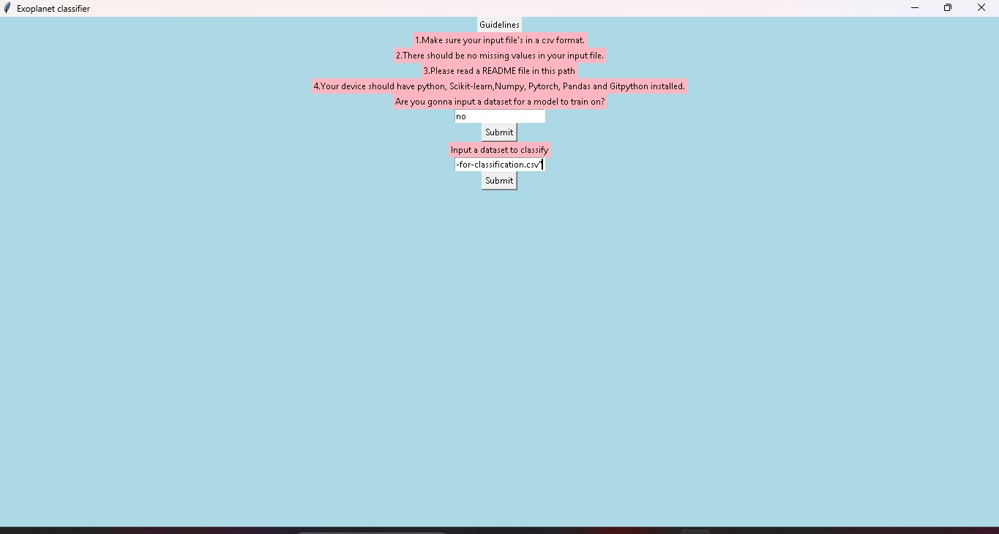 Exoplanet classifier
Guidelines
1.Make sure your input file's in a csv format.
2.There should be no missing values in your input file.
3.Please read a README file in this path
4.Your device should have python, Scikit-learn,Numpy, Pytorch, Pandas and Gitpython installed.
Are you gonna input a dataset for a model to train on?
no
Submit
Input a dataset to classify
-for-classification.csv"
Submit